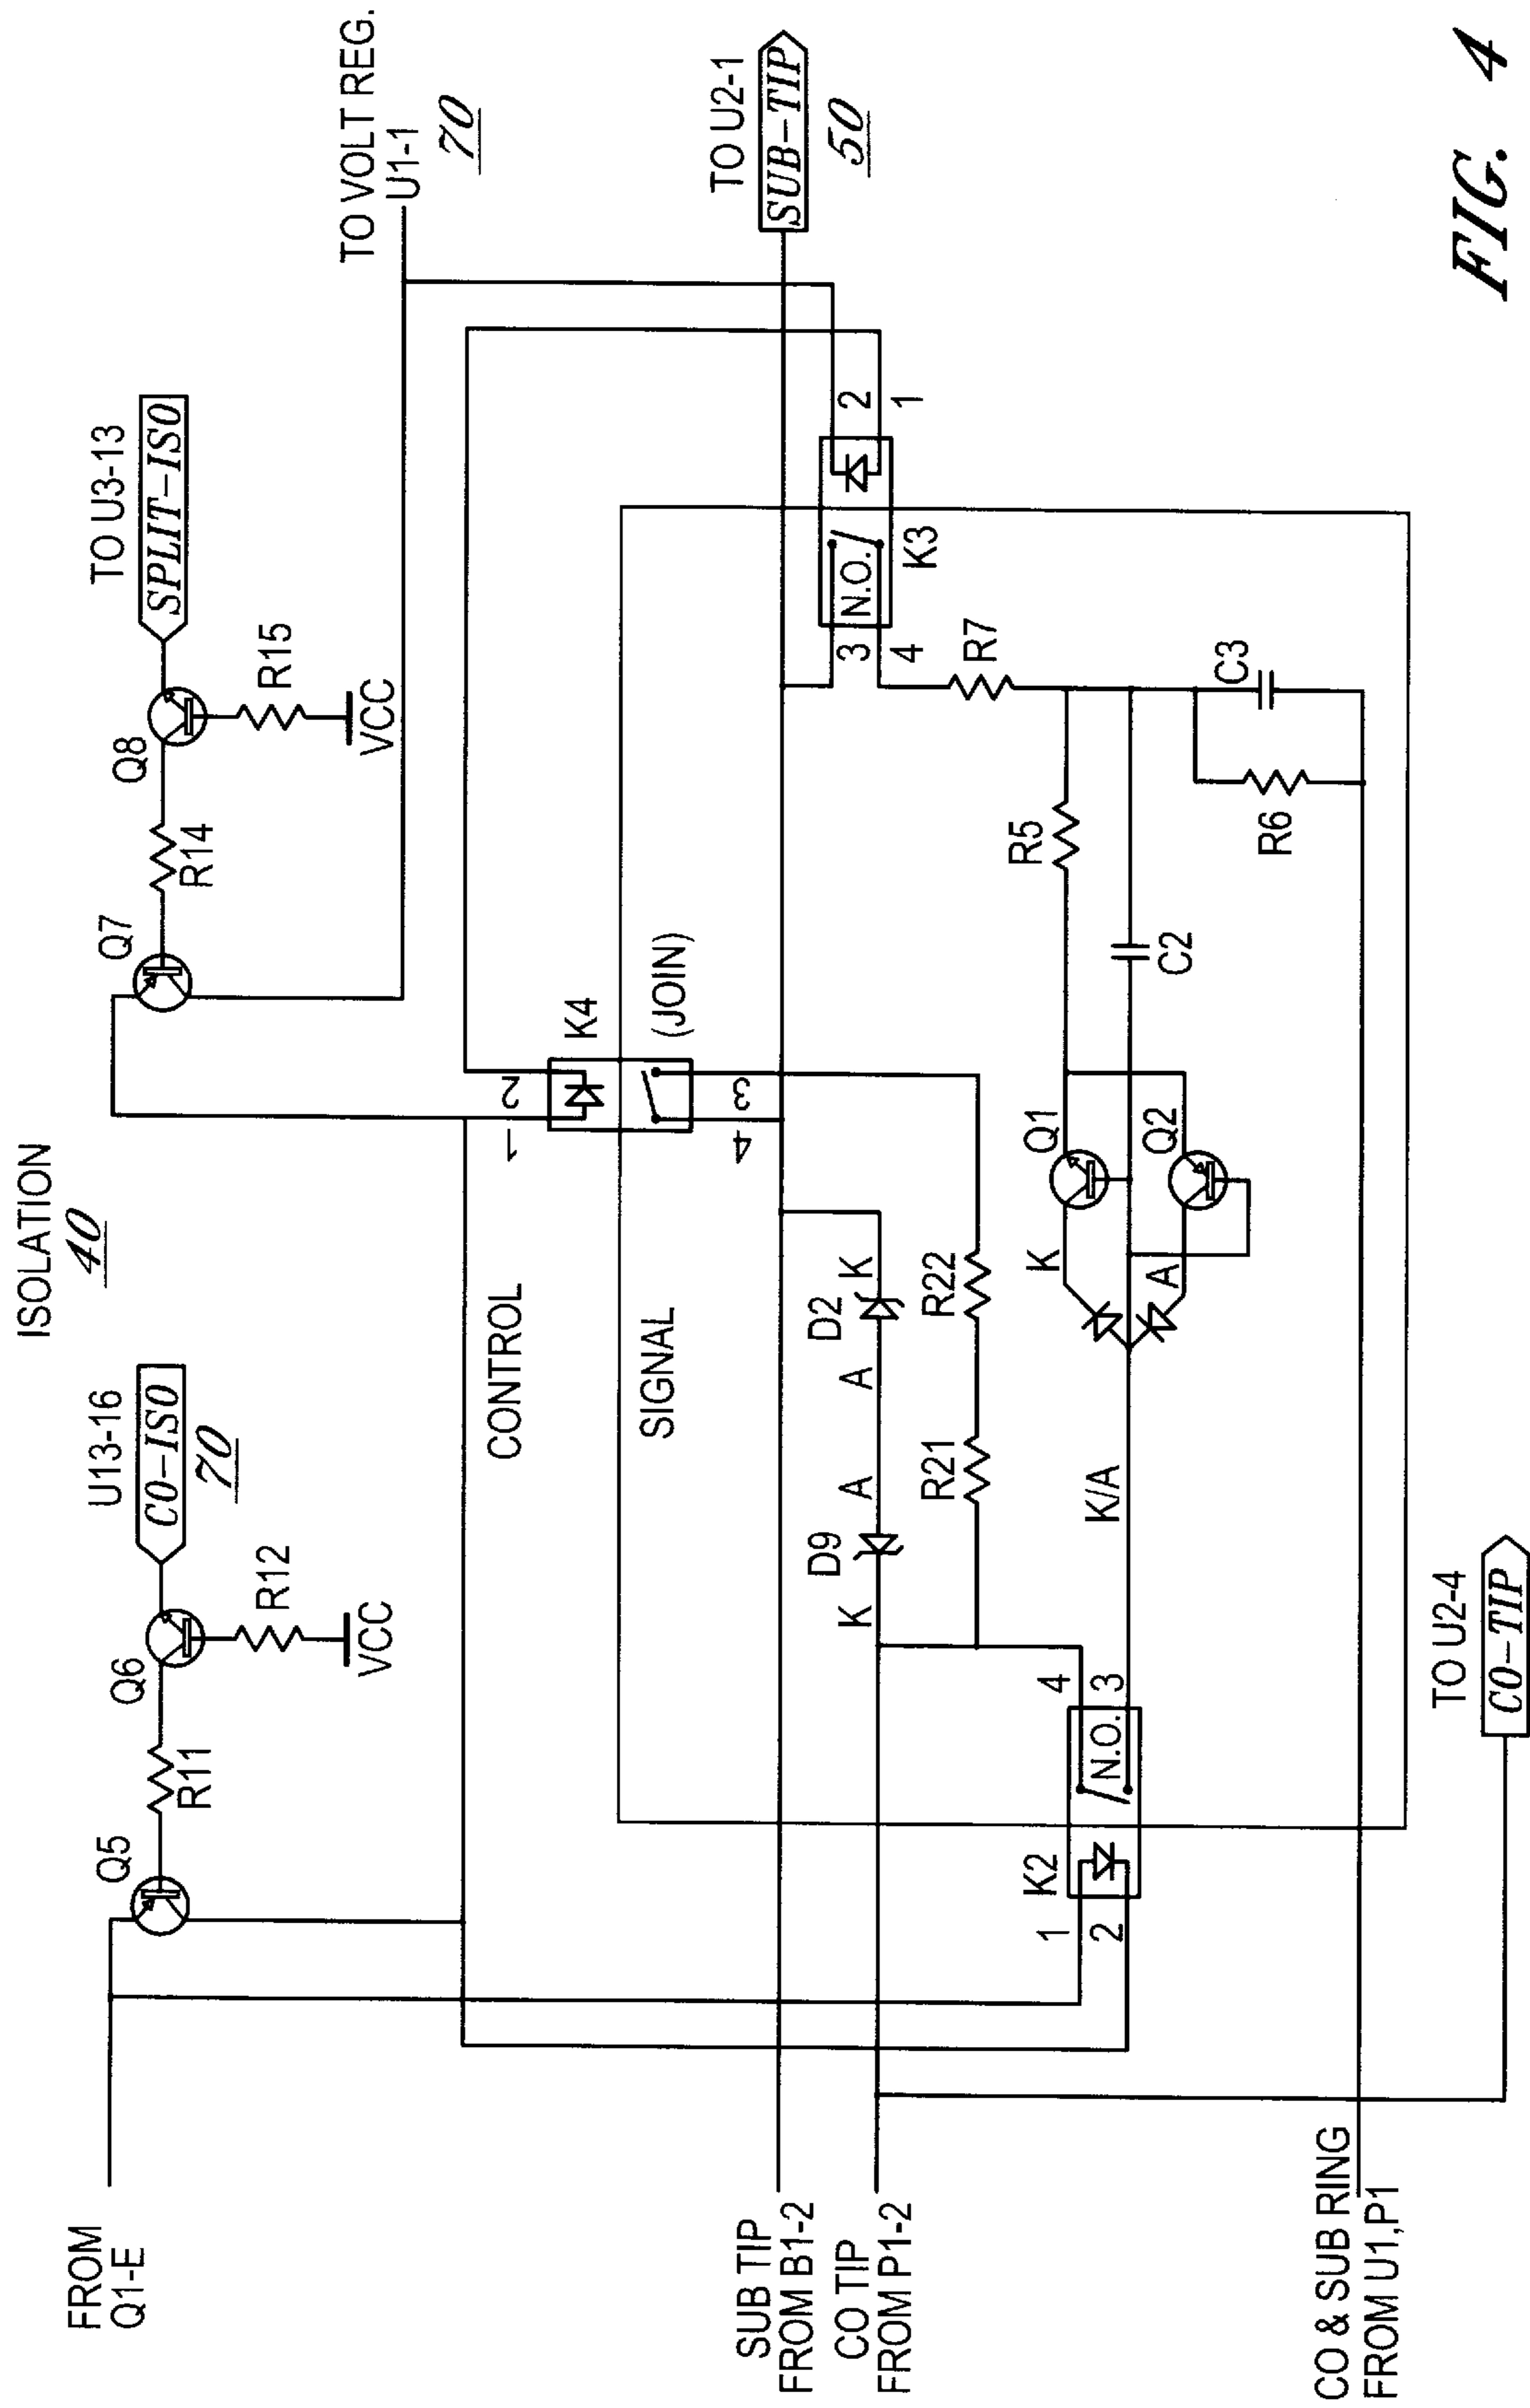 ISOLATION
40
FROM
Q1-E
Q5
R11
Q6
R12
VCC
U13-16
CO-ISO
70
Q7
R14
Q8
R15
VCC
TO U3-13
SPLIT-ISO
TO VOLT REG.
U1-1
70
CONTROL
SIGNAL
1
2
K4
4
3
(JOIN)
TO U2-1
SUB-TIP
50
SUB TIP
FROM B1-2
CO TIP
FROM P1-2
K
D9
A
A
D2
K
R21
R22
K2
1
2
N.O.
4
3
K/A
K
A
Q1
Q2
R5
C2
R7
3
4
N.O.
K3
2
1
R6
C3
CO & SUB RING
FROM U1,P1
TO U2-4
CO-TIP
FIG. 4